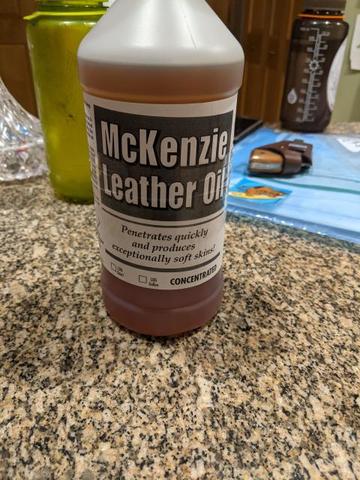 McKenzie
Leather Oil
Penetrates quickly
and produces
exceptionally soft skins!
CONCENTRATED